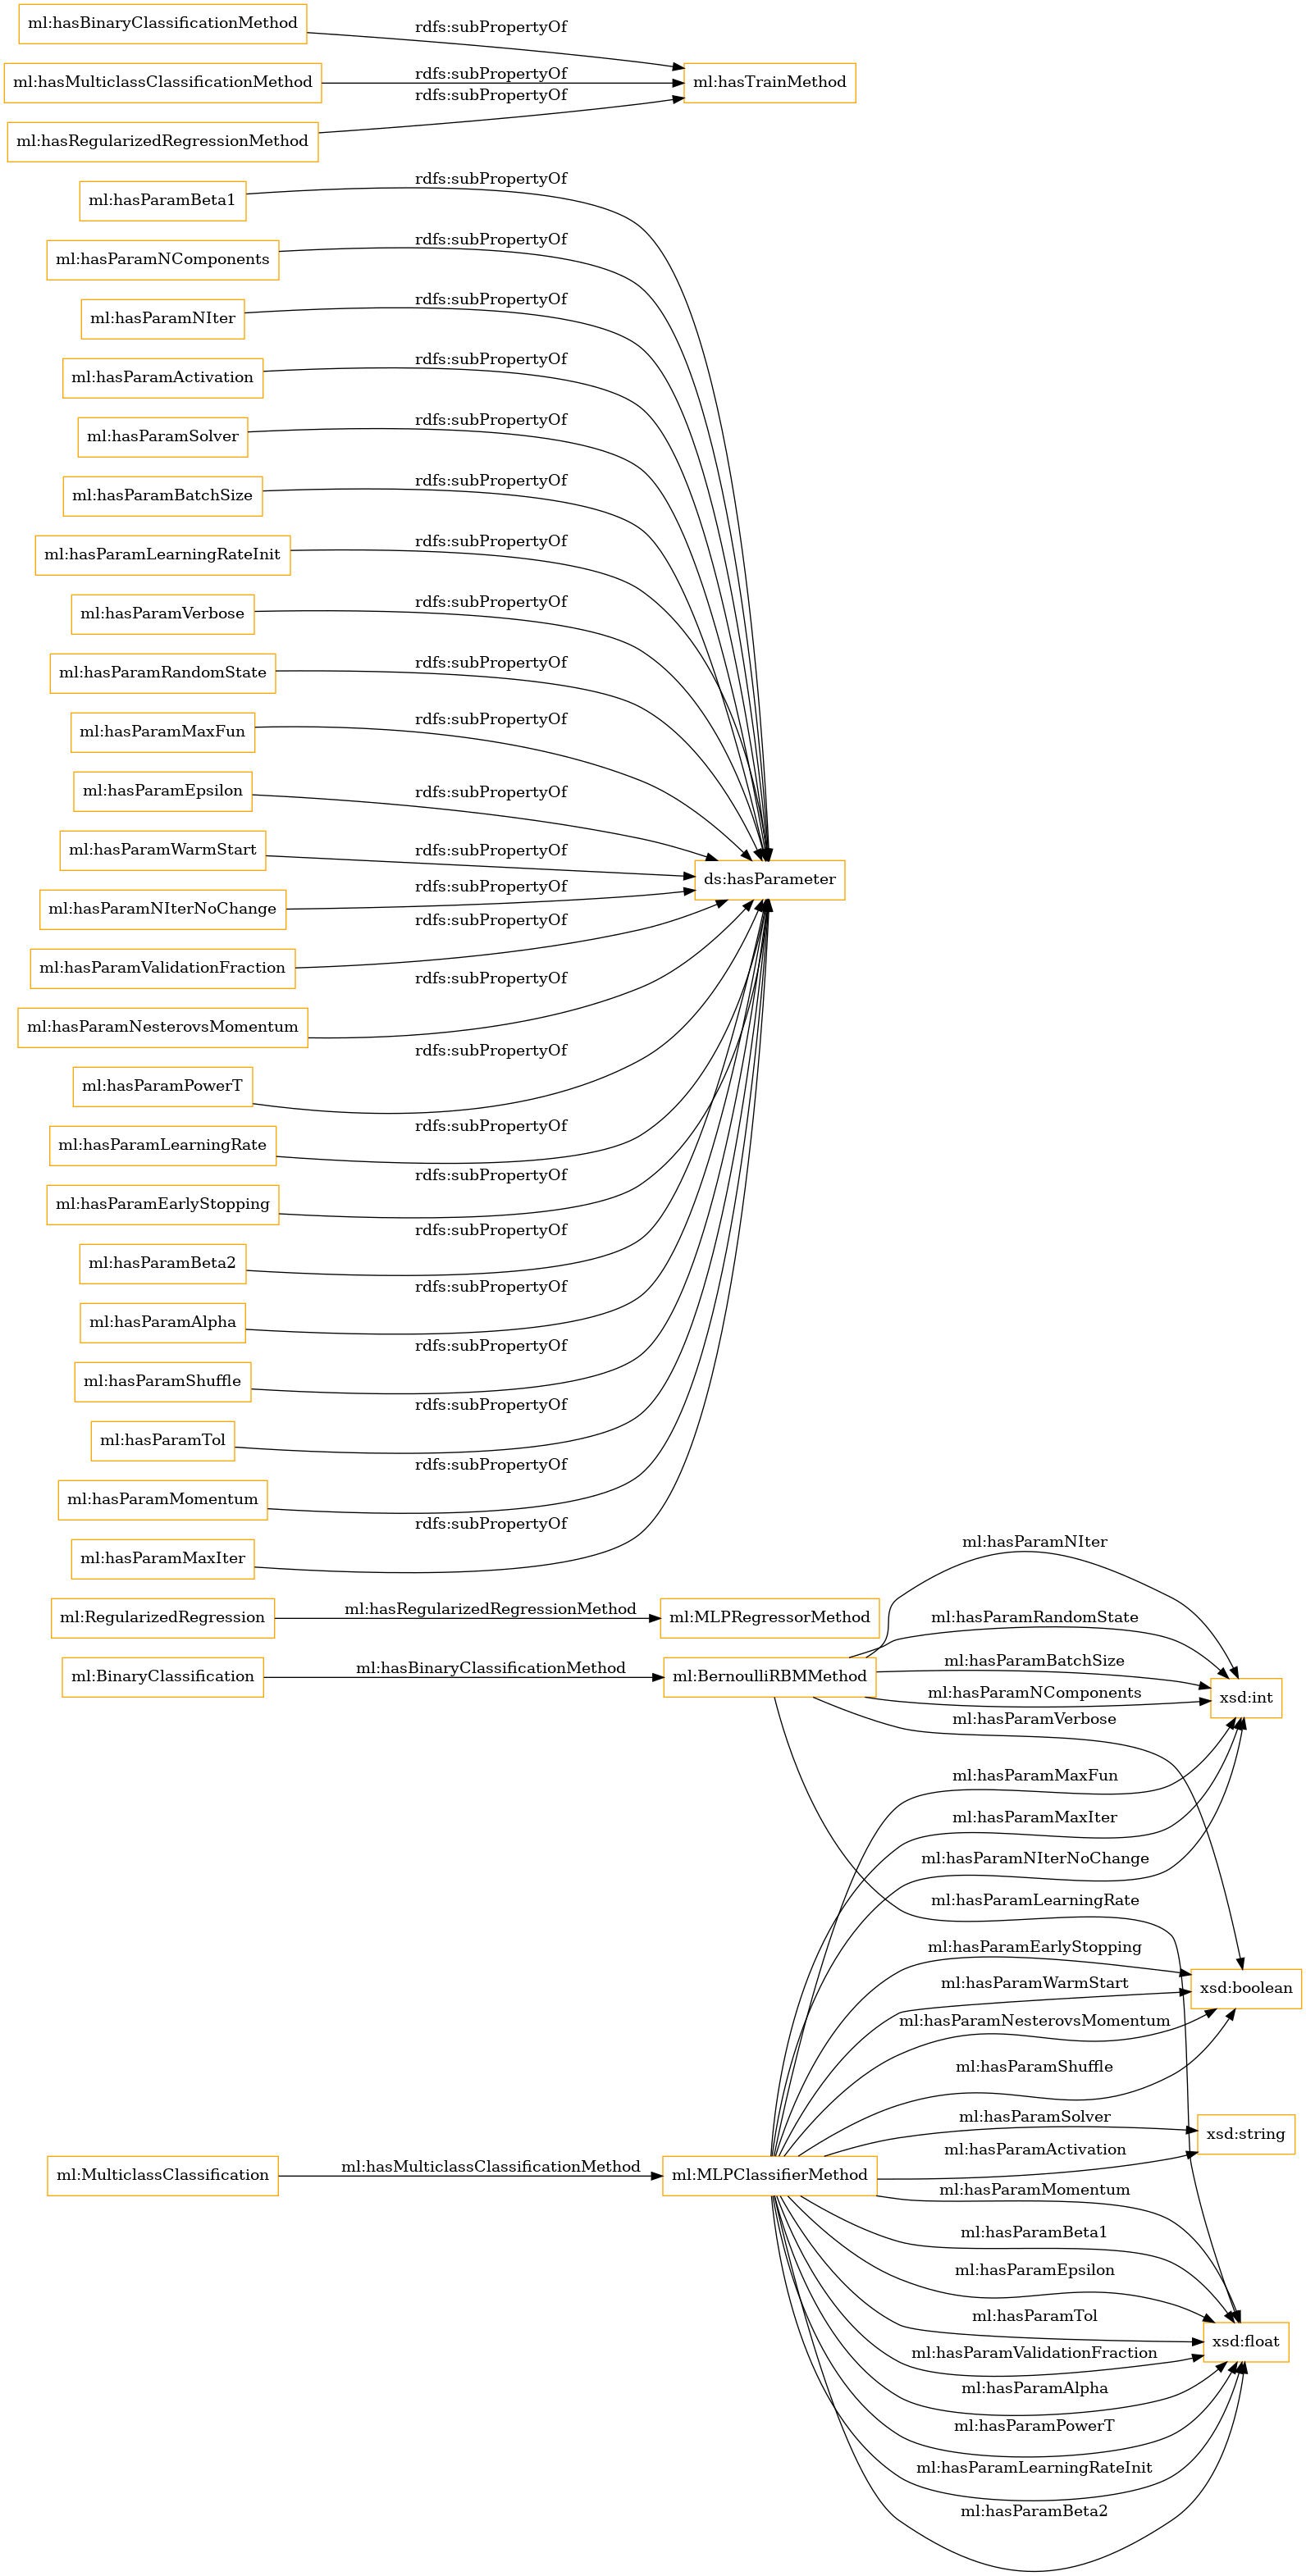 ml:hasBinaryClassificationMethod
rdfs:subPropertyOf
ml:hasMulticlassClassificationMethod
rdfs:subPropertyOf
ml:hasTrainMethod
rdfs:subPropertyOf
ml:hasRegularizedRegressionMethod
rdfs:subPropertyOf
ml:hasParamBeta1
rdfs:subPropertyOf
ml:hasParamNComponents
rdfs:subPropertyOf
ml:hasParamNIter
rdfs:subPropertyOf
ml:hasParamActivation
rdfs:subPropertyOf
ml:hasParamSolver
rdfs:subPropertyOf
ml:hasParamBatchSize
rdfs:subPropertyOf
ml:hasParamLearningRateInit
rdfs:subPropertyOf
ml:hasParamVerbose
rdfs:subPropertyOf
ml:hasParamRandomState
rdfs:subPropertyOf
ml:hasParamMaxFun
rdfs:subPropertyOf
ml:hasParamEpsilon
rdfs:subPropertyOf
ml:hasParamWarmStart
rdfs:subPropertyOf
ds:hasParameter
ml:hasParamNIterNoChange
rdfs:subPropertyOf
ml:hasParamValidationFraction
rdfs:subPropertyOf
ml:hasParamNesterovsMomentum
rdfs:subPropertyOf
ml:hasParamPowerT
rdfs:subPropertyOf
ml:hasParamLearningRate
rdfs:subPropertyOf
ml:hasParamEarlyStopping
rdfs:subPropertyOf
ml:hasParamBeta2
rdfs:subPropertyOf
ml:hasParamAlpha
rdfs:subPropertyOf
ml:hasParamShuffle
rdfs:subPropertyOf
ml:hasParamTol
rdfs:subPropertyOf
ml:hasParamMomentum
rdfs:subPropertyOf
ml:hasParamMaxIter
ml:RegularizedRegression
ml:hasRegularizedRegressionMethod
ml:MLPRegressorMethod
ml:BinaryClassification
ml:hasBinaryClassificationMethod
ml:BernoulliRBMMethod
ml:hasParamNIter
ml:hasParamRandomState
ml:hasParamBatchSize
ml:hasParamNComponents
xsd:int
ml:hasParamVerbose
ml:hasParamMaxFun
ml:hasParamMaxIter
ml:hasParamNIterNoChange
ml:hasParamLearningRate
ml:hasParamEarlyStopping
ml:hasParamWarmStart
xsd:boolean
ml:hasParamNesterovsMomentum
ml:hasParamShuffle
ml:hasParamSolver
xsd:string
ml:hasParamActivation
ml:MulticlassClassification
ml:hasMulticlassClassificationMethod
ml:MLPClassifierMethod
ml:hasParamMomentum
ml:hasParamBeta1
ml:hasParamEpsilon
ml:hasParamTol
xsd:float
ml:hasParamValidationFraction
ml:hasParamAlpha
ml:hasParamPowerT
ml:hasParamLearningRateInit
ml:hasParamBeta2